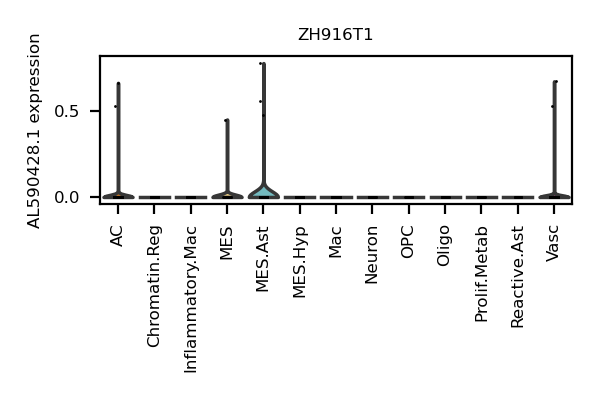 ZH916T1
AL590428.1 expression
0.5
0.0
AC
Chromatin.Reg
Inflammatory.Mac
MES
MES.Ast
MES.Hyp
Mac
Neuron
OPC
Oligo
Prolif.Metab
Reactive.Ast
Vasc